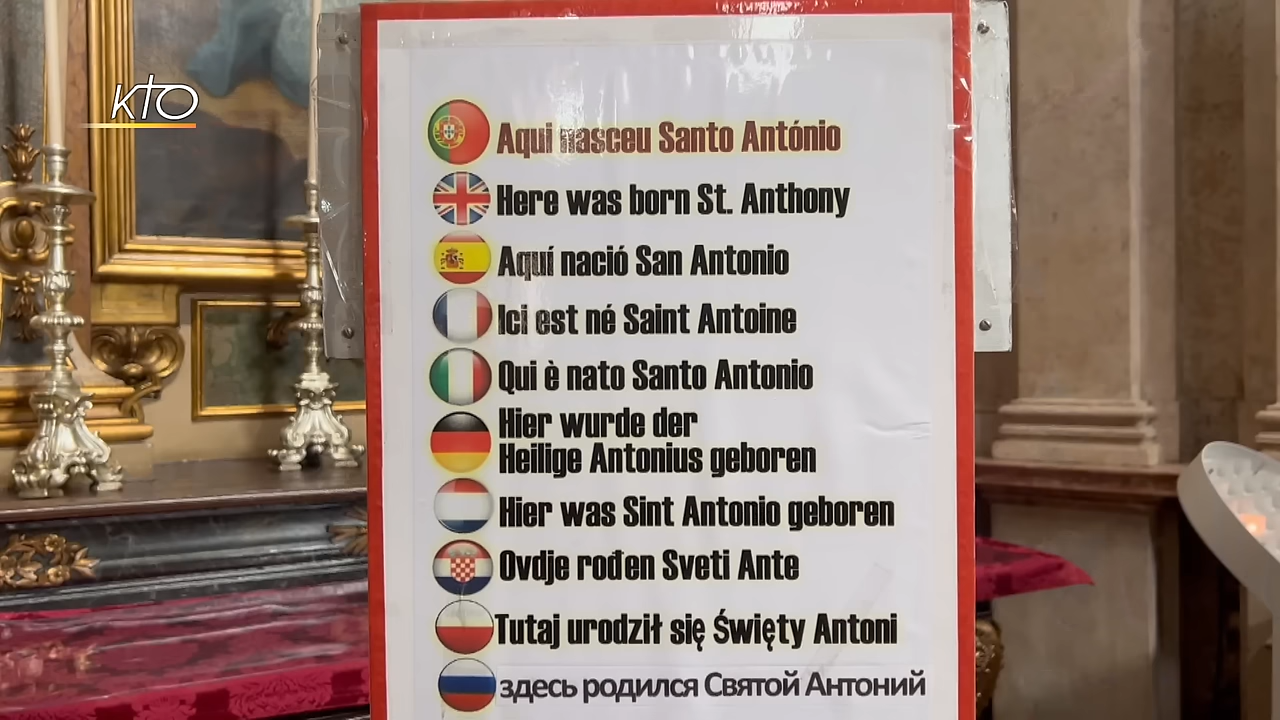 kto
Aqui nasceu Santo António
Here was born St. Anthony
Aquí nació San Antonio
Ici est né Saint Antoine
Qui è nato Santo Antonio
Hier wurde der
Heilige Antonius geboren
Hier was Sint Antonio geboren
Ovdje rođen Sveti Ante
Tutaj urodził się Święty Antoni
здесь родился Святой Антоний